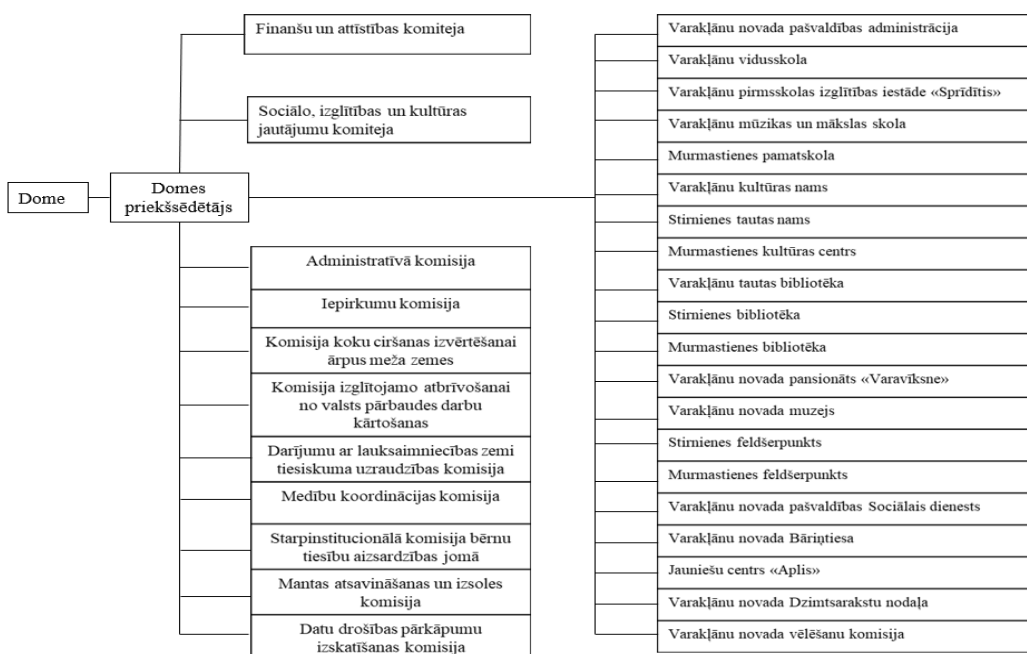 Dome
Domes
priekšsēdētājs
Finanšu un attīstības komiteja
Sociālo, izglītības un kultūras
jautājumu komiteja
Administratīvā komisija
Iepirkumu komisija
Komisija koku ciršanas izvērtēšanai
ārpus meža zemes
Komisija izglītojamo atbrīvošanai
no valsts pārbaudes darbu
kārtošanas
Darījumu ar lauksaimniecības zemi
tiesiskuma uzraudzības komisija
Medību koordinācijas komisija
Starpinstitucionālā komisija bērnu
tiesību aizsardzības jomā
Mantas atsavināšanas un izsoles
komisija
Datu drošības pārkāpumu
izskatīšanas komisija
Varakļānu novada pašvaldības administrācija
Varakļānu vidusskola
Varakļānu pirmsskolas izglītības iestāde «Sprīdītis»
Varakļānu mūzikas un mākslas skola
Murmastienes pamatskola
Varakļānu kultūras nams
Stirnienes tautas nams
Murmastienes kultūras centrs
Varakļānu tautas bibliotēka
Stirnienes bibliotēka
Murmastienes bibliotēka
Varakļānu novada pansionāts «Varavīksne»
Varakļānu novada muzejs
Stirnienes feldšerpunkts
Murmastienes feldšerpunkts
Varakļānu novada pašvaldības Sociālais dienests
Varakļānu novada Bāriņtiesa
Jauniešu centrs «Aplis»
Varakļānu novada Dzimtsarakstu nodaļa
Varakļānu novada vēlēšanu komisija